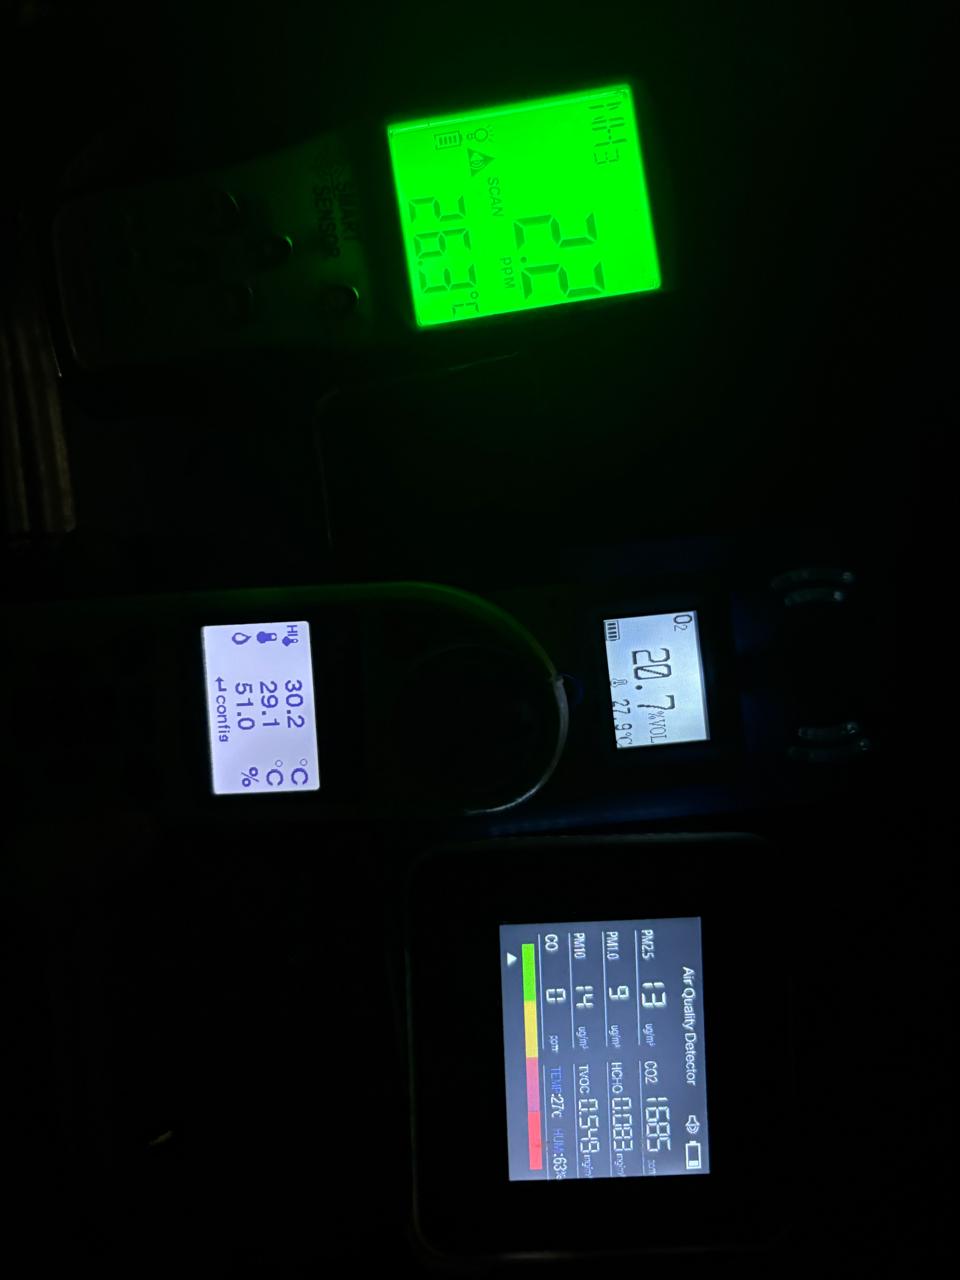 NH3
2.2 PPM
SCAN
26.3 °C
SMART
SENSOR
O2
20.7 %VOL
27.9℃
HI 30.2 °C
29.1 °C
51.0 %
↵ config
Air Quality Detector
PM2.5 13 ug/m³ CO2 1685 ppm
PM1.0 9 ug/m³ HCHO 0.083 mg/m³
PM10 14 ug/m³ TVOC 0.549 mg/m³
CO 0 ppm TEMP:27℃ HUM:63%